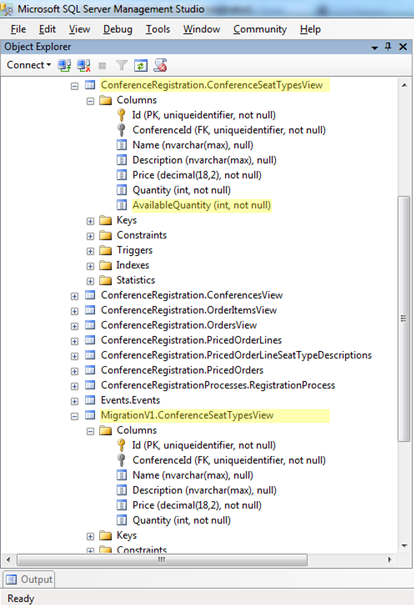 Microsoft SQL Server Management Studio
File Edit View Debug Tools Window Community Help
Object Explorer
Connect
ConferenceRegistration.ConferenceSeatTypesView
Columns
Id (PK, uniqueidentifier, not null)
ConferenceId (FK, uniqueidentifier, not null)
Name (nvarchar(max), null)
Description (nvarchar(max), null)
Price (decimal(18,2), not null)
Quantity (int, not null)
AvailableQuantity (int, not null)
Keys
Constraints
Triggers
Indexes
Statistics
ConferenceRegistration.ConferencesView
ConferenceRegistration.OrderItemsView
ConferenceRegistration.OrdersView
ConferenceRegistration.PricedOrderLines
ConferenceRegistration.PricedOrderLineSeatTypeDescriptions
ConferenceRegistration.PricedOrders
ConferenceRegistrationProcesses.RegistrationProcess
Events.Events
MigrationV1.ConferenceSeatTypesView
Columns
Id (PK, uniqueidentifier, not null)
ConferenceId (FK, uniqueidentifier, not null)
Name (nvarchar(max), null)
Description (nvarchar(max), null)
Price (decimal(18,2), not null)
Quantity (int, not null)
Keys
Constraints
Output
Ready